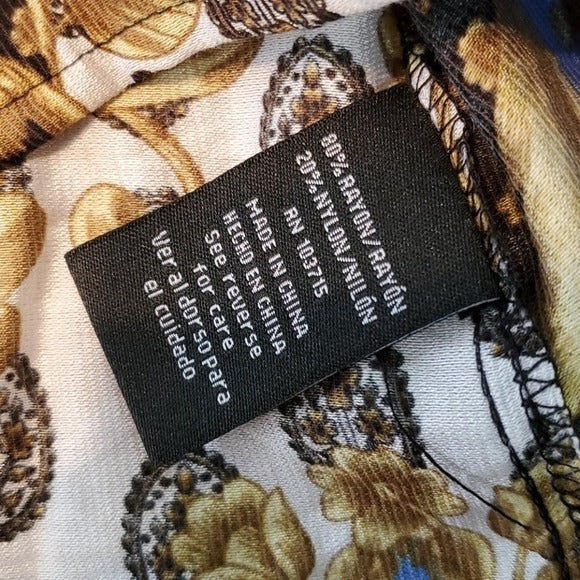 80% RAYON/RAYÓN
20% NYLON/NILÓN
RN 103715
MADE IN CHINA
HECHO EN CHINA
See reverse
for care
Ver al dorso para
el cuidado